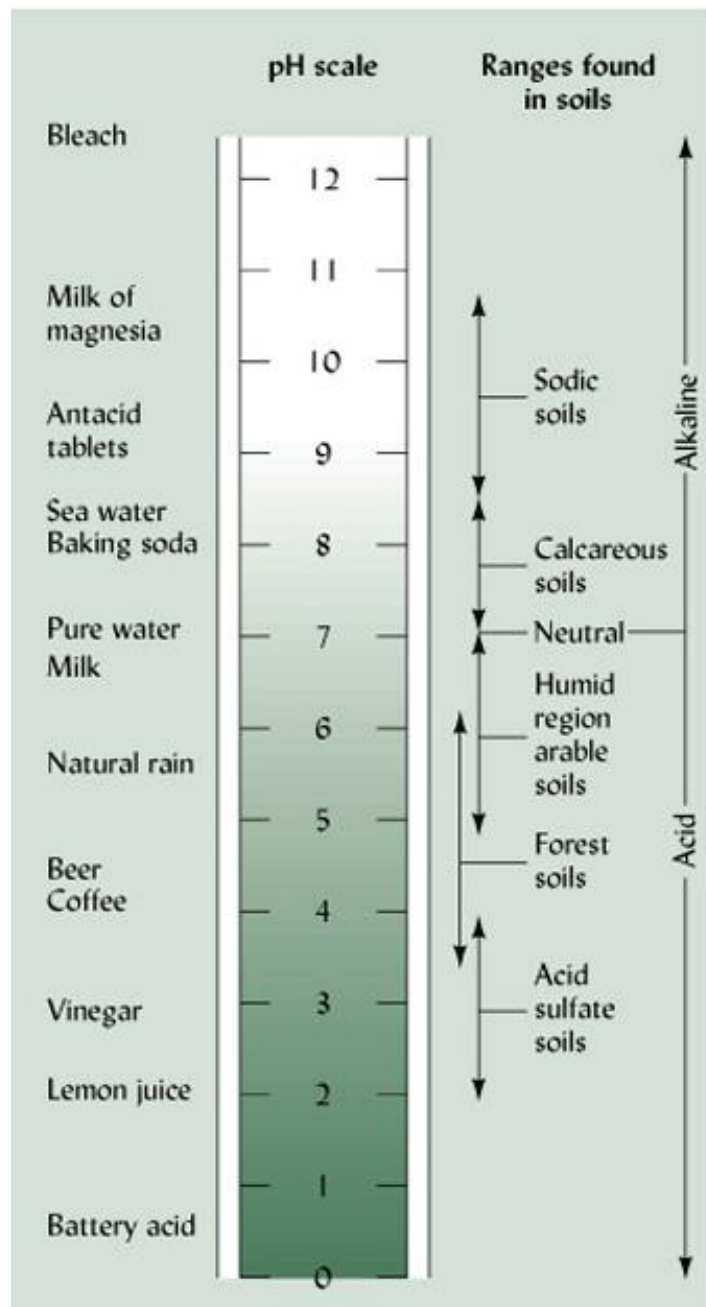 pH scale
Ranges found
in soils
Bleach
Milk of
magnesia
Antacid
tablets
Sea water
Baking soda
Pure water
Milk
Natural rain
Beer
Coffee
Vinegar
Lemon juice
Battery acid
12
11
10
9
8
7
6
5
4
3
2
1
0
Sodic
soils
Calcareous
soils
Neutral
Humid
region
arable
soils
Forest
soils
Acid
sulfate
soils
Alkaline
Acid